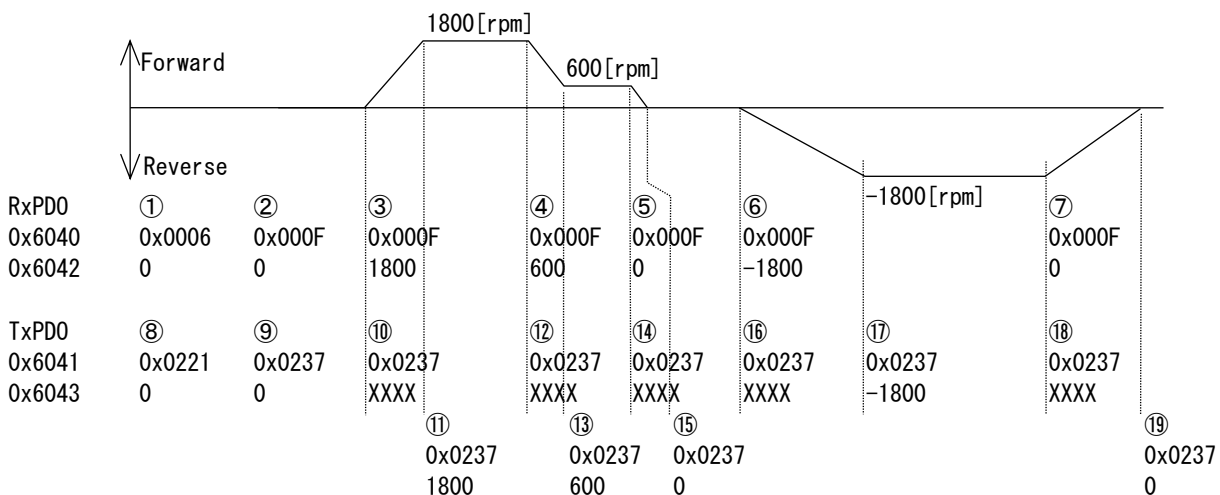 1800[rpm]
Forward
600[rpm]
Reverse
-1800[rpm]
RxPDO ① ② ③ ④ ⑤ ⑥ ⑦
0x6040 0x0006 0x000F 0x000F 0x000F 0x000F 0x000F 0x000F
0x6042 0 0 1800 600 0 -1800 0
TxPDO ⑧ ⑨ ⑩ ⑫ ⑭ ⑯ ⑰ ⑱
0x6041 0x0221 0x0237 0x0237 0x0237 0x0237 0x0237 0x0237 0x0237
0x6043 0 0 XXXX XXXX XXXX XXXX -1800 XXXX
⑪ ⑬ ⑮ ⑲
0x0237 0x0237 0x0237 0x0237
1800 600 0 0